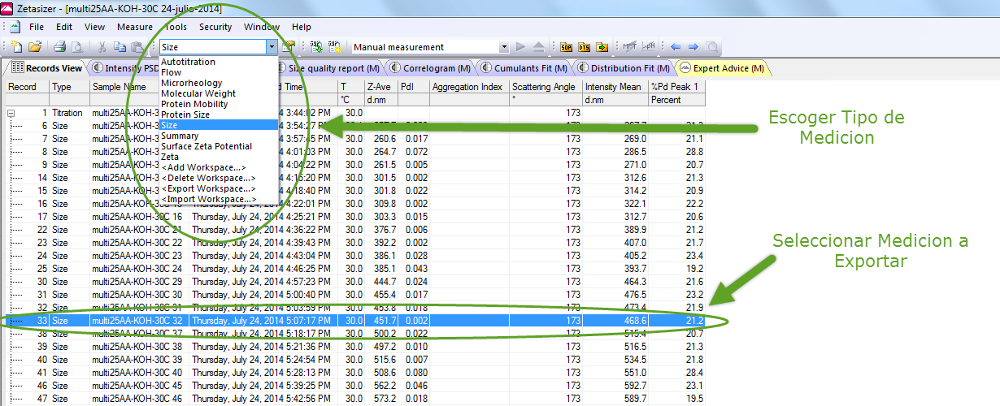 Zetasizer - [multi25AA-KOH-30C 24-julio-2014]
File Edit View Measure Tools Security Window Help
Size Manual measurement SOP DTS MPT pH
Records View Intensity PSD Size quality report (M) Correlogram (M) Cumulants Fit (M) Distribution Fit (M) Expert Advice (M)
Record Type Sample Name Time T Z-Ave PdI Aggregation Index Scattering Angle Intensity Mean %Pd Peak 1
°C d.nm ° d.nm Percent
Autotitration
Flow
Microrheology
Molecular Weight
Protein Mobility
Protein Size
Size
Summary
Surface Zeta Potential
Zeta
<Add Workspace...>
<Delete Workspace...>
<Export Workspace...>
<Import Workspace...>
1 Titration multi25AA-KOH-3 4 3:44:02 PM 30.0 173
6 Size multi25AA-KOH-3 4 3:54:27 PM 173
7 Size multi25AA-KOH-3 4 3:57:45 PM 30.0 260.6 0.017 173 269.0 21.1
8 Size multi25AA-KOH-3 4 4:01:03 PM 30.0 264.7 0.072 173 286.5 28.8
9 Size multi25AA-KOH-3 4 4:04:22 PM 30.0 261.5 0.005 173 271.0 20.7
14 Size multi25AA-KOH-3 4 4:15:20 PM 30.0 301.5 0.002 173 312.6 21.3
15 Size multi25AA-KOH-3 4 4:18:40 PM 30.0 301.8 0.022 173 314.2 20.9
16 Size multi25AA-KOH-30C 15 Thursday, July 24, 2014 4:22:01 PM 30.0 309.8 0.002 173 322.1 22.2
17 Size multi25AA-KOH-30C 16 Thursday, July 24, 2014 4:25:21 PM 30.0 303.3 0.015 173 312.7 20.6
22 Size multi25AA-KOH-30C 21 Thursday, July 24, 2014 4:36:22 PM 30.0 376.7 0.006 173 389.9 21.2
23 Size multi25AA-KOH-30C 22 Thursday, July 24, 2014 4:39:43 PM 30.0 392.2 0.002 173 407.0 21.7
24 Size multi25AA-KOH-30C 23 Thursday, July 24, 2014 4:43:04 PM 30.0 386.1 0.028 173 405.2 23.4
25 Size multi25AA-KOH-30C 24 Thursday, July 24, 2014 4:46:25 PM 30.0 385.1 0.043 173 393.7 19.2
30 Size multi25AA-KOH-30C 29 Thursday, July 24, 2014 4:57:23 PM 30.0 444.7 0.024 173 464.3 21.6
31 Size multi25AA-KOH-30C 30 Thursday, July 24, 2014 5:00:40 PM 30.0 455.4 0.017 173 476.5 23.2
32 Size multi25AA-KOH-30C 31 Thursday, July 24, 2014 5:03:59 PM 30.0 453.8 0.018 173 473.4 21.9
33 Size multi25AA-KOH-30C 32 Thursday, July 24, 2014 5:07:17 PM 30.0 451.7 0.002 173 468.6 21.2
38 Size multi25AA-KOH-30C 37 Thursday, July 24, 2014 5:18:17 PM 30.0 500.2 0.022 173 515.4 20.7
39 Size multi25AA-KOH-30C 38 Thursday, July 24, 2014 5:21:36 PM 30.0 497.2 0.010 173 516.5 21.3
40 Size multi25AA-KOH-30C 39 Thursday, July 24, 2014 5:24:54 PM 30.0 515.6 0.007 173 534.5 21.8
41 Size multi25AA-KOH-30C 40 Thursday, July 24, 2014 5:28:13 PM 30.0 508.6 0.080 173 551.0 28.4
46 Size multi25AA-KOH-30C 45 Thursday, July 24, 2014 5:39:25 PM 30.0 562.2 0.046 173 592.7 23.1
47 Size multi25AA-KOH-30C 46 Thursday, July 24, 2014 5:42:56 PM 30.0 573.2 0.018 173 589.7 19.5
Escoger Tipo de
Medicion
Seleccionar Medicion a
Exportar